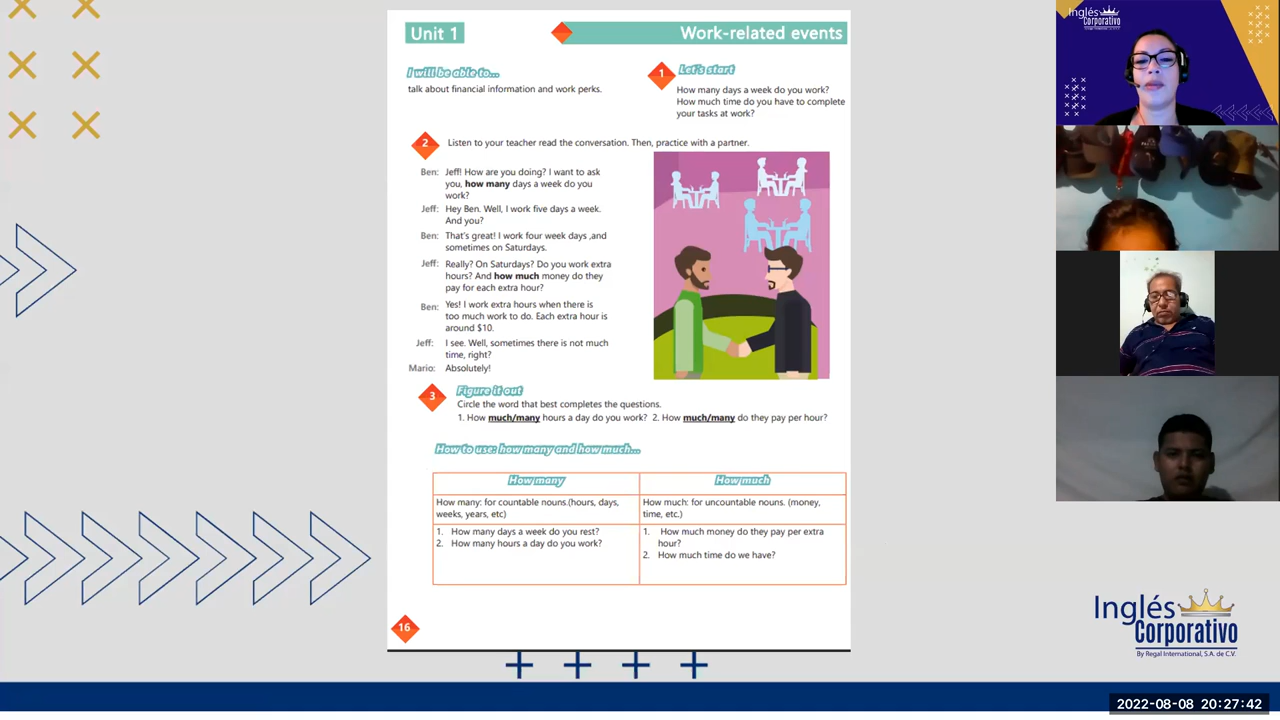 Unit 1
Work-related events
I will be able to...
talk about financial information and work perks.
1
Let's start
How many days a week do you work?
How much time do you have to complete
your tasks at work?
2
Listen to your teacher read the conversation. Then, practice with a partner.
Ben: Jeff! How are you doing? I want to ask
you, how many days a week do you
work?
Jeff: Hey Ben. Well, I work five days a week.
And you?
Ben: That's great! I work four week days ,and
sometimes on Saturdays.
Jeff: Really? On Saturdays? Do you work extra
hours? And how much money do they
pay for each extra hour?
Ben: Yes! I work extra hours when there is
too much work to do. Each extra hour is
around $10.
Jeff: I see. Well, sometimes there is not much
time, right?
Mario: Absolutely!
3
Figure it out
Circle the word that best completes the questions.
1. How much/many hours a day do you work? 2. How much/many do they pay per hour?
How to use: how many and how much...
How many
How many: for countable nouns.(hours, days,
weeks, years, etc)
1. How many days a week do you rest?
2. How many hours a day do you work?
How much
How much: for uncountable nouns. (money,
time, etc.)
1. How much money do they pay per extra
hour?
2. How much time do we have?
16
Inglés
Corporativo
Inglés
Corporativo
By Regal International, S.A. de C.V.
2022-08-08 20:27:42